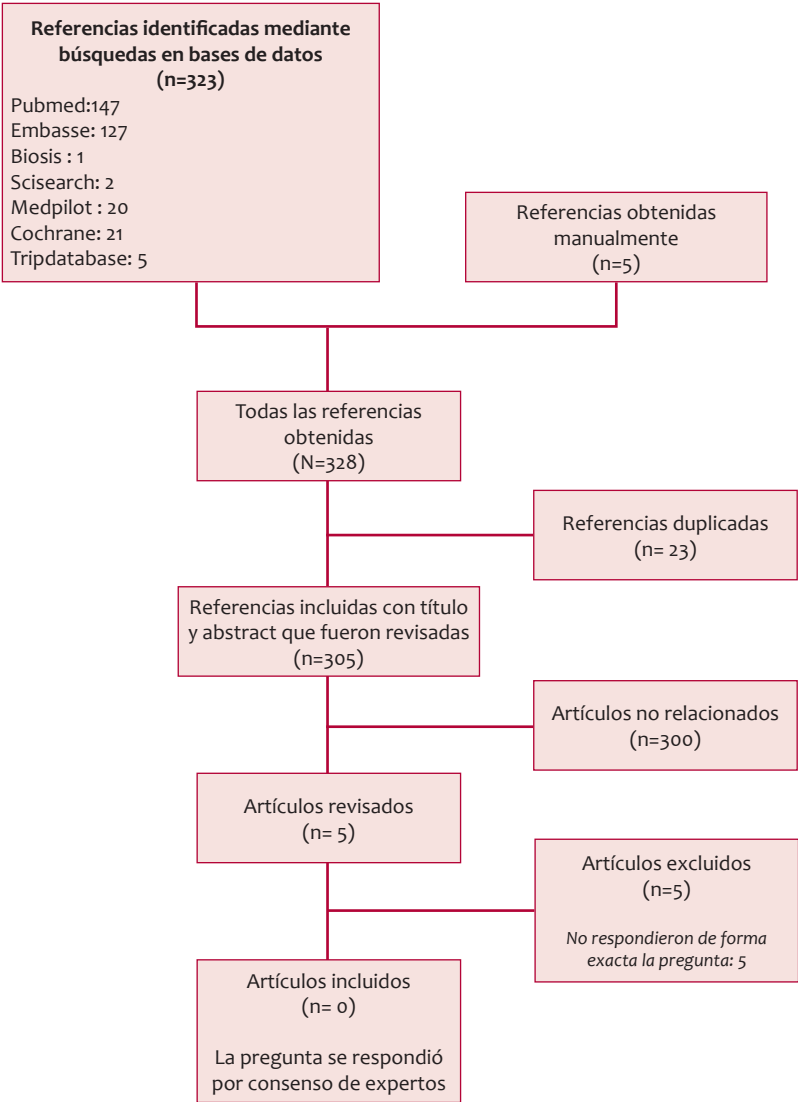 Referencias identificadas mediante
búsquedas en bases de datos
(n=323)
Pubmed:147
Embasse: 127
Biosis : 1
Scisearch: 2
Medpilot : 20
Cochrane: 21
Tripdatabase: 5
Referencias obtenidas
manualmente
(n=5)
Todas las referencias
obtenidas
(N=328)
Referencias duplicadas
(n= 23)
Referencias incluidas con título
y abstract que fueron revisadas
(n=305)
Artículos no relacionados
(n=300)
Artículos revisados
(n= 5)
Artículos excluidos
(n=5)
No respondieron de forma
exacta la pregunta: 5
Artículos incluidos
(n= 0)
La pregunta se respondió
por consenso de expertos